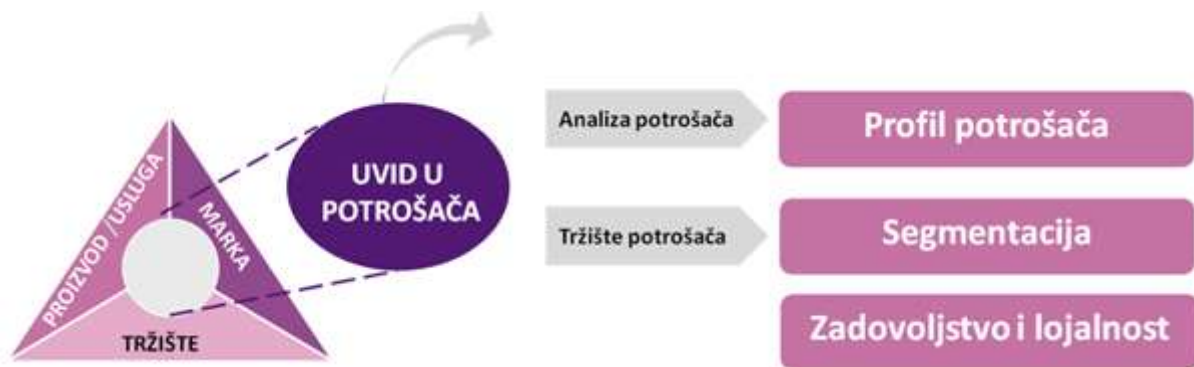 PROIZVOD /USLUGA
MARKA
TRŽIŠTE
UVID U
POTROŠAČA
Analiza potrošača
Profil potrošača
Tržište potrošača
Segmentacija
Zadovoljstvo i lojalnost